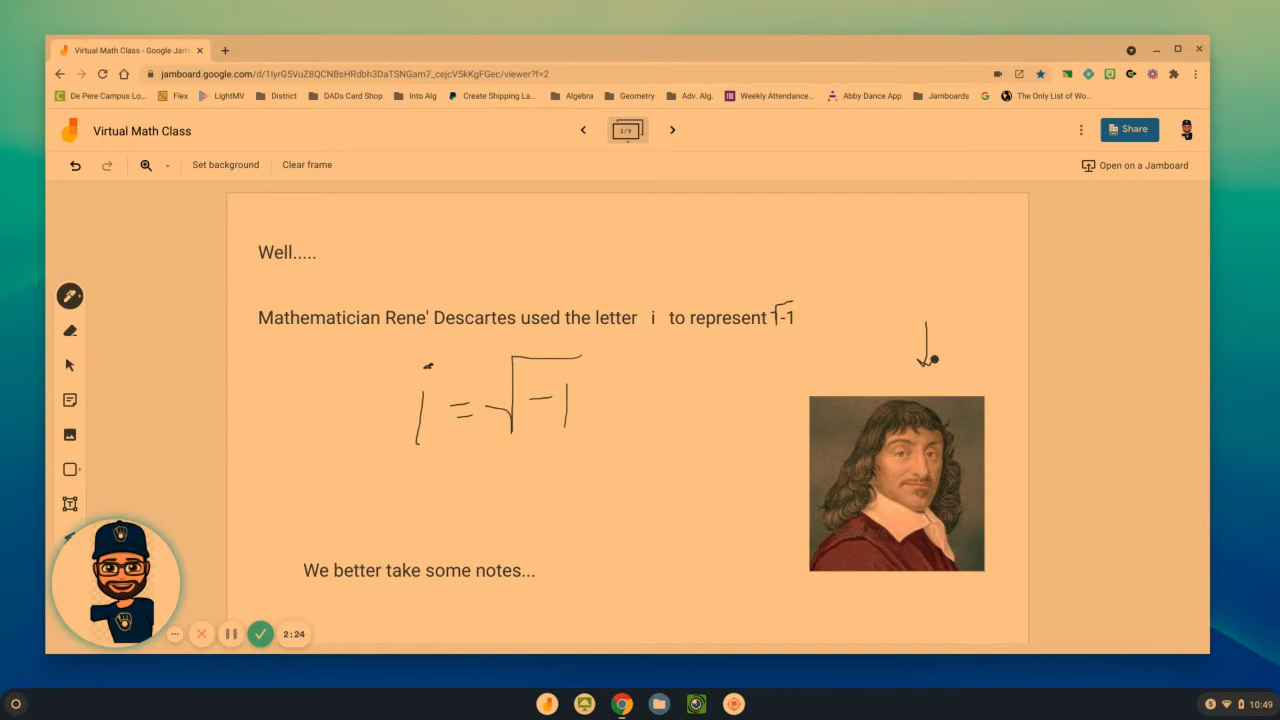 Virtual Math Class - Google Jam
jamboard.google.com/d/1IyrG5VuZ8QCNBsHRdbh3DaTSNGam7_cejcV5kKgFGec/viewer?f=2
De Pere Campus Lo... Flex LightMV District DADs Card Shop Into Alg Create Shipping La... Algebra Geometry Adv. Alg. Weekly Attendance... Abby Dance App Jamboards The Only List of Wo...
Virtual Math Class
3/9
Share
Set background Clear frame
Open on a Jamboard
Well.....
Mathematician Rene' Descartes used the letter i to represent √-1
i = √-1
We better take some notes...
2:24
5 10:49